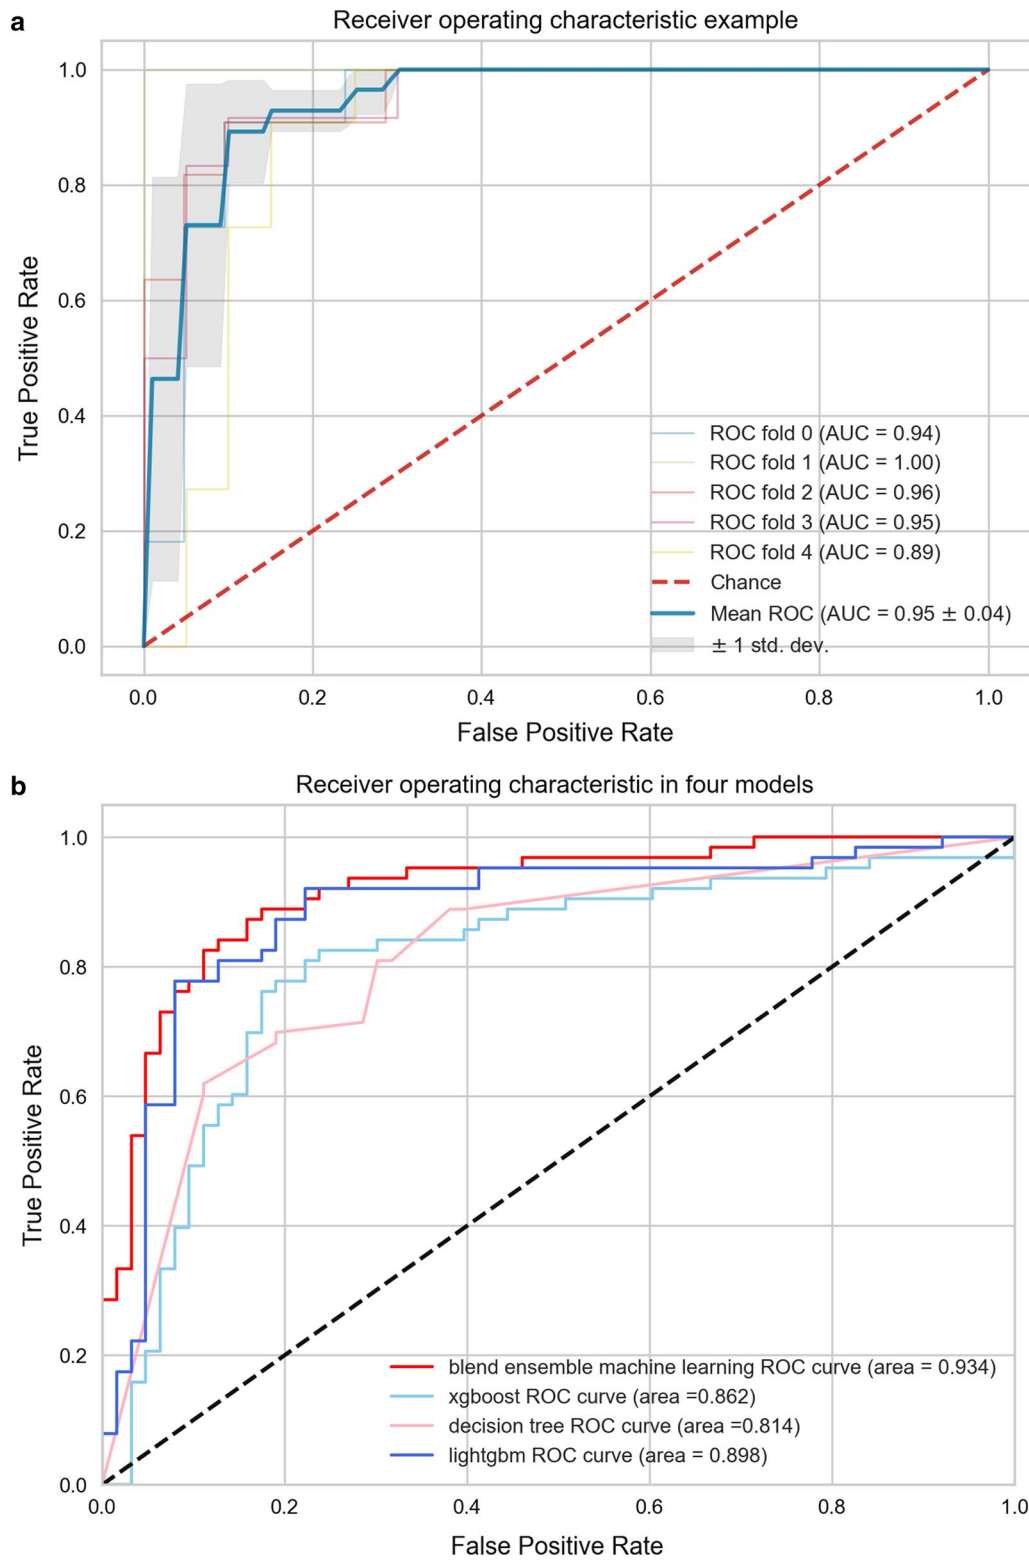 a
Receiver operating characteristic example
1.0
0.8
0.6
0.4
0.2
0.0
True Positive Rate
ROC fold 0 (AUC = 0.94)
ROC fold 1 (AUC = 1.00)
ROC fold 2 (AUC = 0.96)
ROC fold 3 (AUC = 0.95)
ROC fold 4 (AUC = 0.89)
Chance
Mean ROC (AUC = 0.95 ± 0.04)
± 1 std. dev.
0.0 0.2 0.4 0.6 0.8 1.0
False Positive Rate
b
Receiver operating characteristic in four models
1.0
0.8
0.6
0.4
0.2
0.0
True Positive Rate
blend ensemble machine learning ROC curve (area = 0.934)
xgboost ROC curve (area =0.862)
decision tree ROC curve (area =0.814)
lightgbm ROC curve (area = 0.898)
0.0 0.2 0.4 0.6 0.8 1.0
False Positive Rate